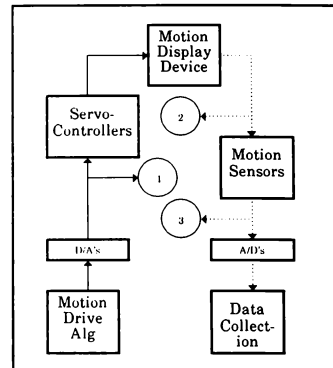 Motion
Display
Device
Servo-
Controllers
2
Motion
Sensors
1
3
D/A's
A/D's
Motion
Drive
Alg
Data
Collect-
ion